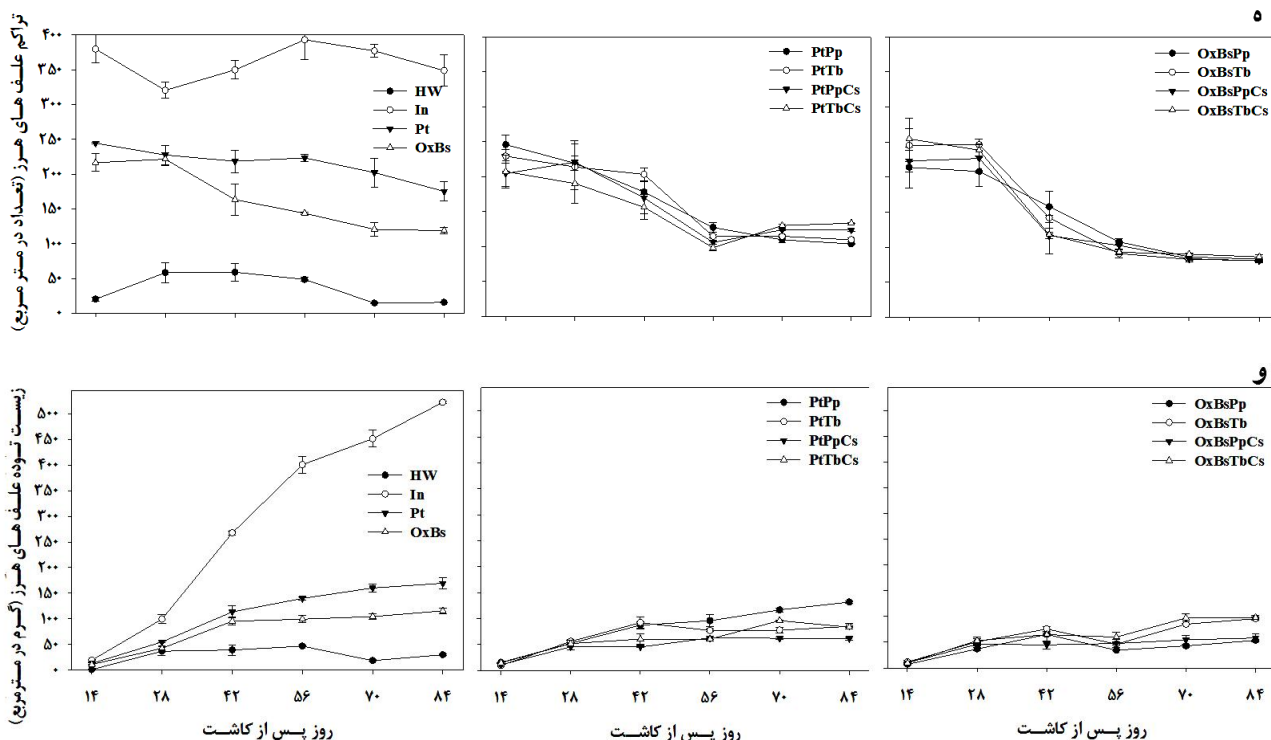 ه
تراکم علف های هرز (تعداد در متر مربع)
۴۰۰
۳۵۰
۳۰۰
۲۵۰
۲۰۰
۱۵۰
۱۰۰
۵۰
۰
HW
In
Pt
OxBs
PtPp
PtTb
PtPpCs
PtTbCs
OxBsPp
OxBsTb
OxBsPpCs
OxBsTbCs
و
زیست توده علف های هرز (گرم در مترمربع)
۵۰۰
۴۵۰
۴۰۰
۳۵۰
۳۰۰
۲۵۰
۲۰۰
۱۵۰
۱۰۰
۵۰
۰
HW
In
Pt
OxBs
PtPp
PtTb
PtPpCs
PtTbCs
OxBsPp
OxBsTb
OxBsPpCs
OxBsTbCs
۱۴ ۲۸ ۴۲ ۵۶ ۷۰ ۸۴
۱۴ ۲۸ ۴۲ ۵۶ ۷۰ ۸۴
۱۴ ۲۸ ۴۲ ۵۶ ۷۰ ۸۴
روز پس از کاشت
روز پس از کاشت
روز پس از کاشت